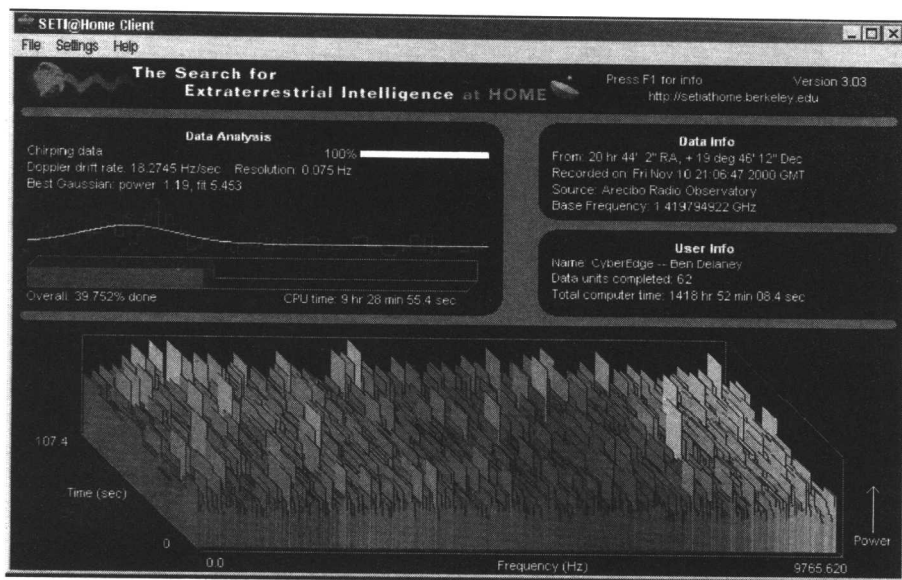 SETI@Home Client
File Settings Help
The Search for
Extraterrestrial Intelligence at HOME
Press F1 for info
Version 3.03
http://setiathome.berkeley.edu
Data Analysis
Chirping data
100%
Doppler drift rate: 18.2745 Hz/sec Resolution: 0.075 Hz
Best Gaussian: power 1.19, fit 5.453
Overall: 39.752% done
CPU time: 9 hr 28 min 55.4 sec
Data Info
From: 20 hr 44' 2" RA, + 19 deg 46' 12" Dec
Recorded on: Fri Nov 10 21:06:47 2000 GMT
Source: Arecibo Radio Observatory
Base Frequency: 1.419794922 GHz
User Info
Name: CyberEdge -- Ben Delaney
Data units completed: 62
Total computer time: 1418 hr 52 min 08.4 sec
107.4
Time (sec)
0
0.0
Frequency (Hz)
9765.620
Power